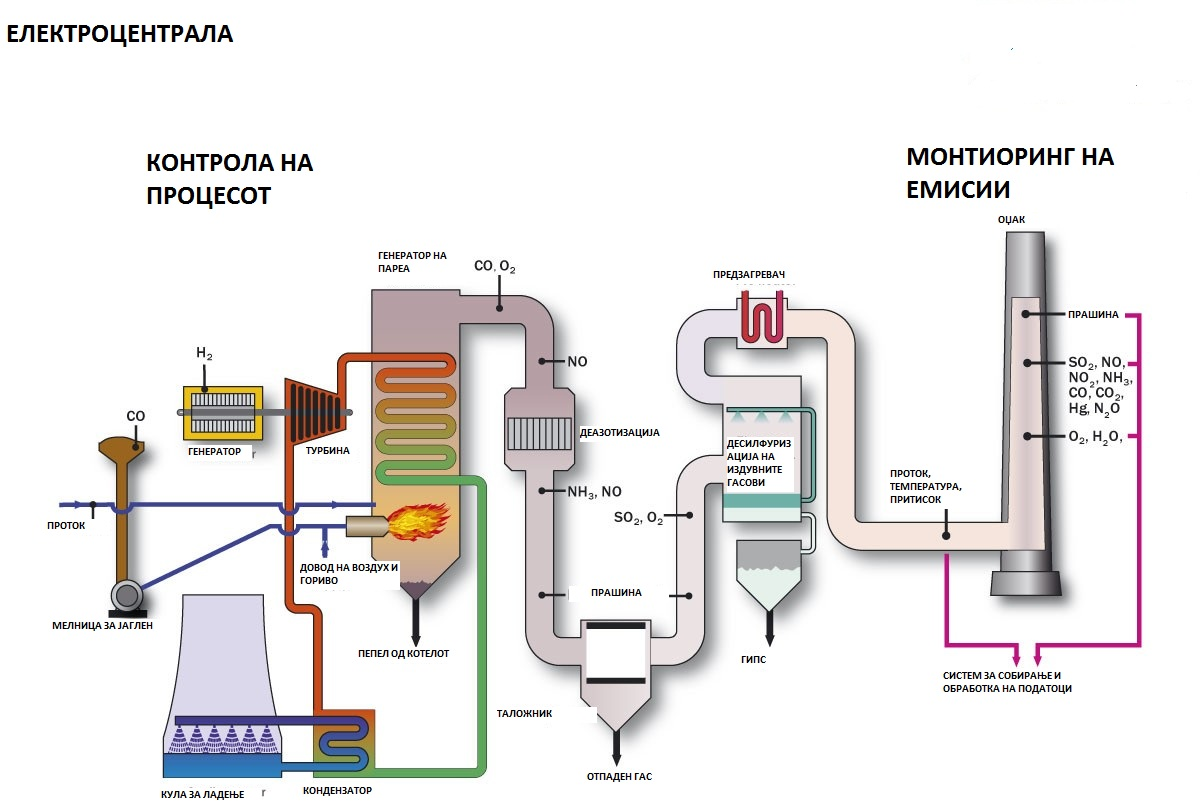 ЕЛЕКТРОЦЕНТРАЛА
КОНТРОЛА НА
ПРОЦЕСОТ
МОНТИОРИНГ НА
ЕМИСИИ
ОЏАК
ГЕНЕРАТОР НА
ПАРЕА
CO, O2
ПРЕДЗАГРЕВАЧ
ПРАШИНА
H2
NO
SO2, NO,
NO2, NH3,
CO, CO2,
Hg, N2O
CO
ДЕАЗОТИЗАЦИЈА
O2, H2O,
ГЕНЕРАТОР
r
ТУРБИНА
ДЕСИЛФУРИЗ
АЦИЈА НА
ИЗДУВНИТЕ
ГАСОВИ
ПРОТОК,
ТЕМПЕРАТУРА,
ПРИТИСОК
NH3, NO
SO2, O2
ПРОТОК
ДОВОД НА ВОЗДУХ И
ГОРИВО
ПРАШИНА
МЕЛНИЦА ЗА ЈАГЛЕН
ПЕПЕЛ ОД КОТЕЛОТ
ГИПС
СИСТЕМ ЗА СОБИРАЊЕ И
ОБРАБОТКА НА ПОДАТОЦИ
ТАЛОЖНИК
ОТПАДЕН ГАС
КУЛА ЗА ЛАДЕЊЕ
r
КОНДЕНЗАТОР